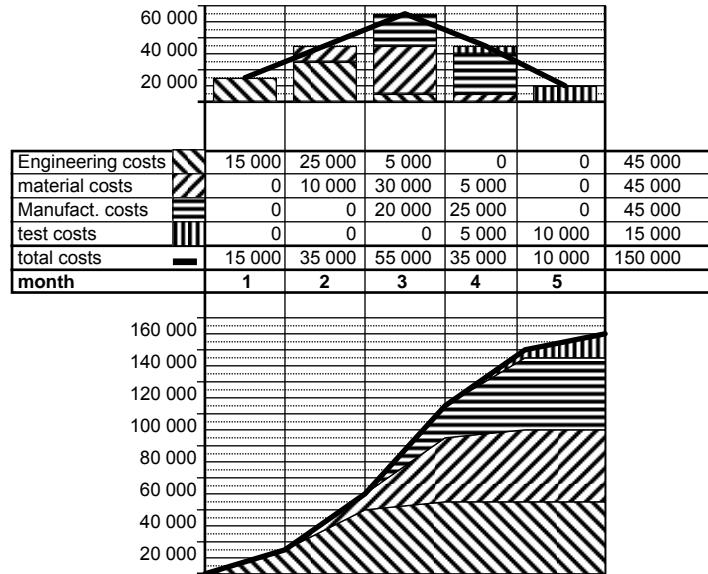 60 000
40 000
20 000
Engineering costs 15 000 25 000 5 000 0 0 45 000
material costs 0 10 000 30 000 5 000 0 45 000
Manufact. costs 0 0 20 000 25 000 0 45 000
test costs 0 0 0 5 000 10 000 15 000
total costs 15 000 35 000 55 000 35 000 10 000 150 000
month 1 2 3 4 5
160 000
140 000
120 000
100 000
80 000
60 000
40 000
20 000